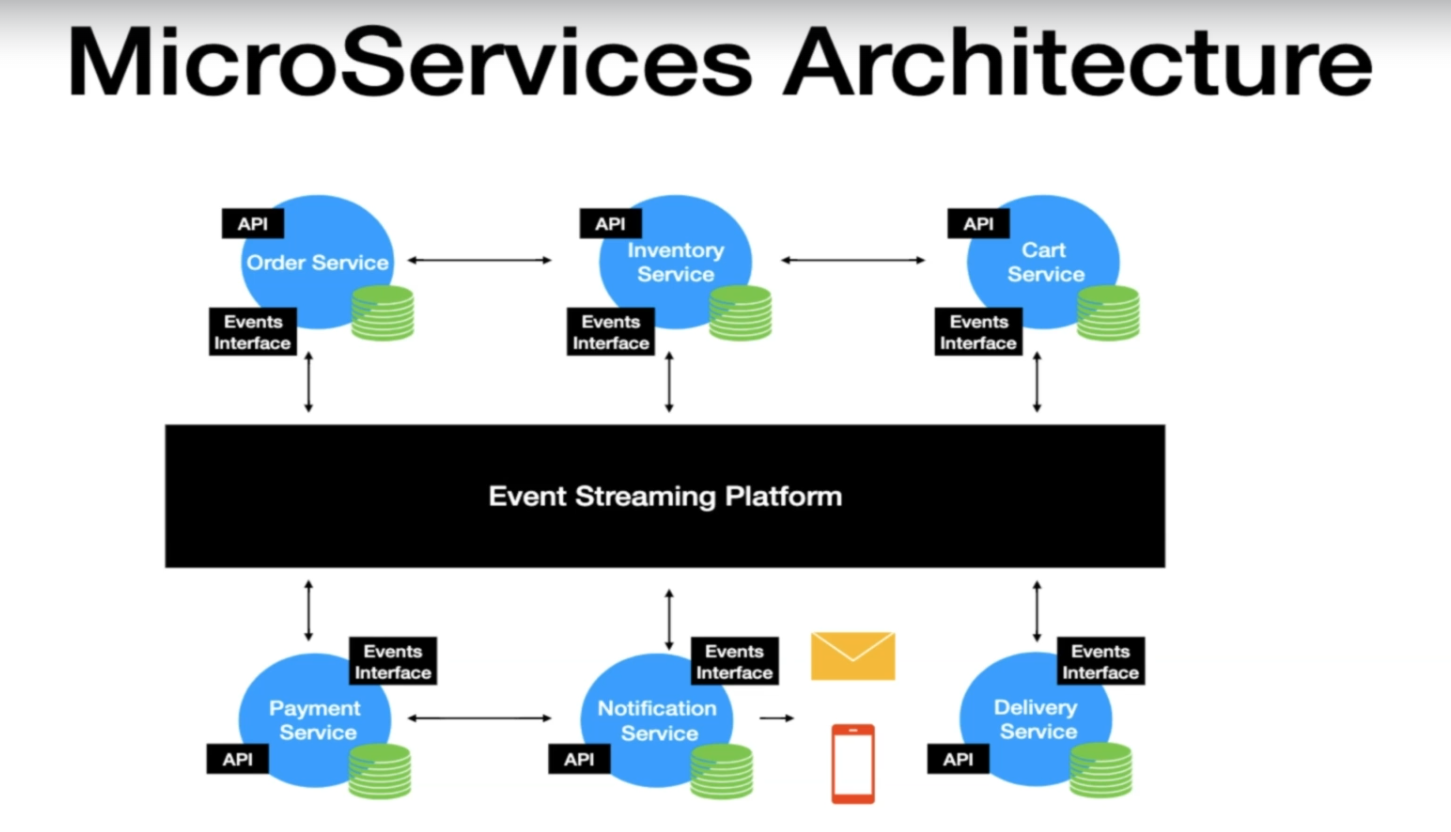 MicroServices Architecture
API
Order Service
Events
Interface
API
Inventory
Service
Events
Interface
API
Cart
Service
Events
Interface
Event Streaming Platform
Events
Interface
Payment
Service
API
Events
Interface
Notification
Service
API
Events
Interface
Delivery
Service
API